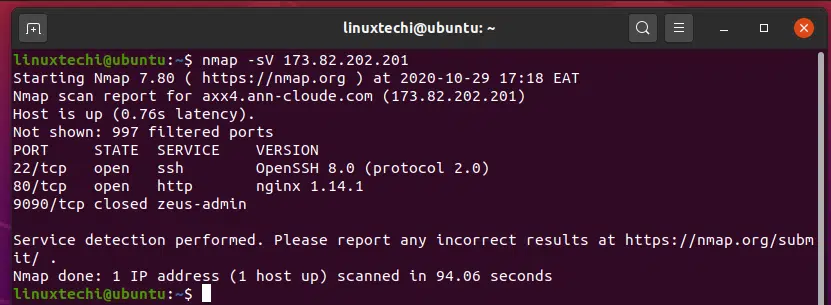 linuxtechi@ubuntu: ~
linuxtechi@ubuntu:~$ nmap -sV 173.82.202.201
Starting Nmap 7.80 ( https://nmap.org ) at 2020-10-29 17:18 EAT
Nmap scan report for axx4.ann-cloude.com (173.82.202.201)
Host is up (0.76s latency).
Not shown: 997 filtered ports
PORT     STATE  SERVICE    VERSION
22/tcp   open   ssh        OpenSSH 8.0 (protocol 2.0)
80/tcp   open   http       nginx 1.14.1
9090/tcp closed zeus-admin
Service detection performed. Please report any incorrect results at https://nmap.org/subm
it/ .
Nmap done: 1 IP address (1 host up) scanned in 94.06 seconds
linuxtechi@ubuntu:~$